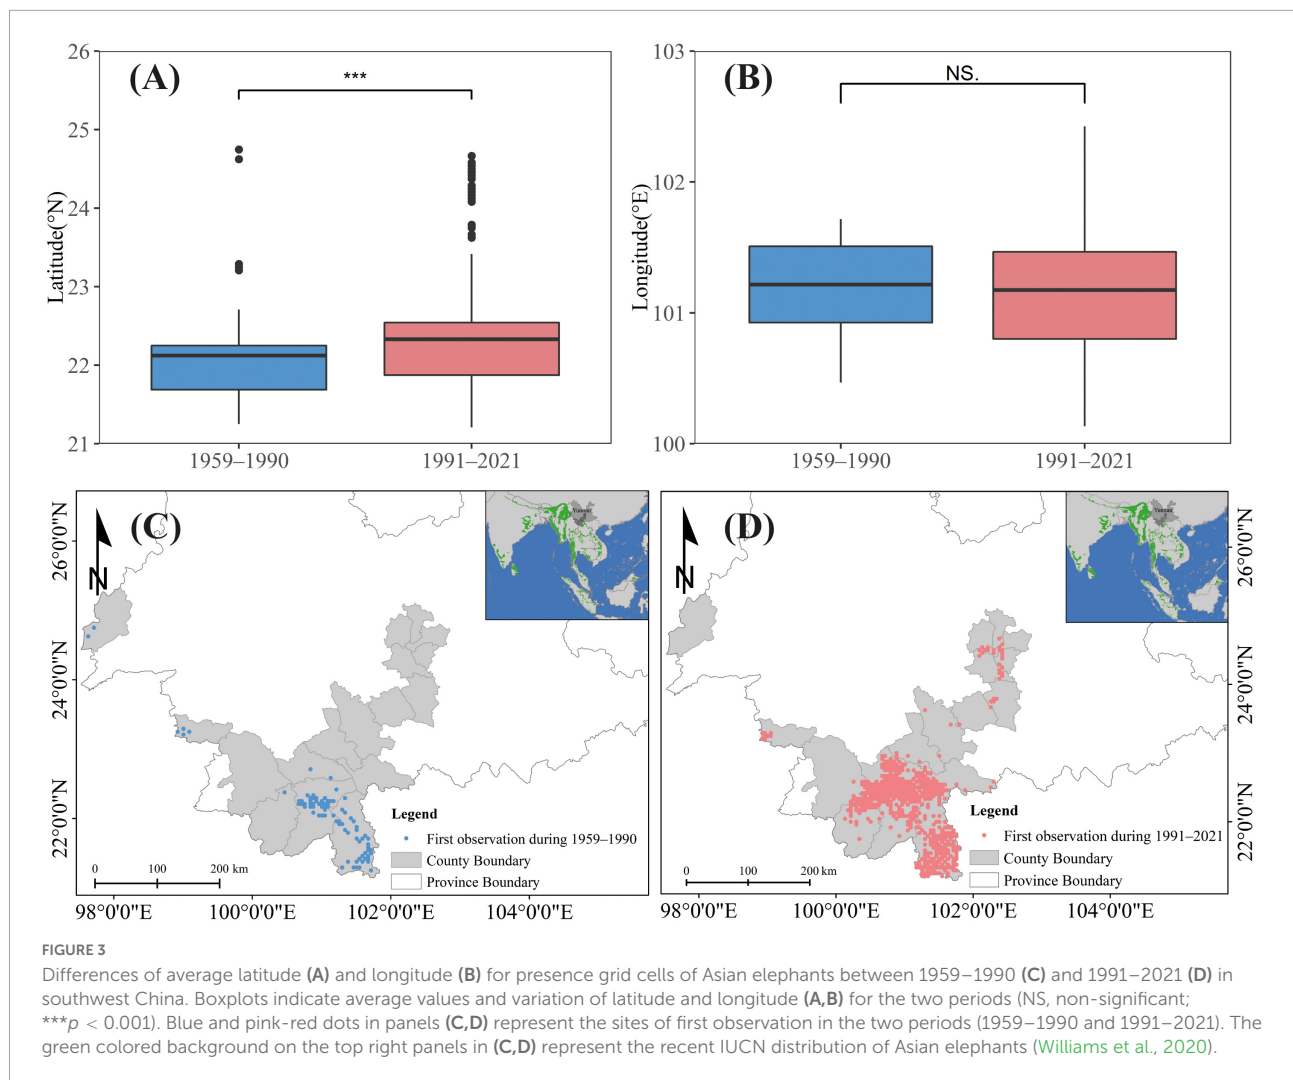 (A)
***
26
25
24
23
22
21
Latitude(°N)
1959–1990
1991–2021
(B)
NS.
103
102
101
100
Longitude(°E)
1959–1990
1991–2021
(C)
N
Yunnan
26°0'0"N
24°0'0"N
22°0'0"N
Legend
First observation during 1959–1990
County Boundary
Province Boundary
0 100 200 km
98°0'0"E 100°0'0"E 102°0'0"E 104°0'0"E
(D)
N
Yunnan
26°0'0"N
24°0'0"N
22°0'0"N
Legend
First observation during 1991–2021
County Boundary
Province Boundary
0 100 200 km
98°0'0"E 100°0'0"E 102°0'0"E 104°0'0"E
FIGURE 3
Differences of average latitude (A) and longitude (B) for presence grid cells of Asian elephants between 1959–1990 (C) and 1991–2021 (D) in
southwest China. Boxplots indicate average values and variation of latitude and longitude (A,B) for the two periods (NS, non-significant;
***p < 0.001). Blue and pink-red dots in panels (C,D) represent the sites of first observation in the two periods (1959–1990 and 1991–2021). The
green colored background on the top right panels in (C,D) represent the recent IUCN distribution of Asian elephants (Williams et al., 2020).